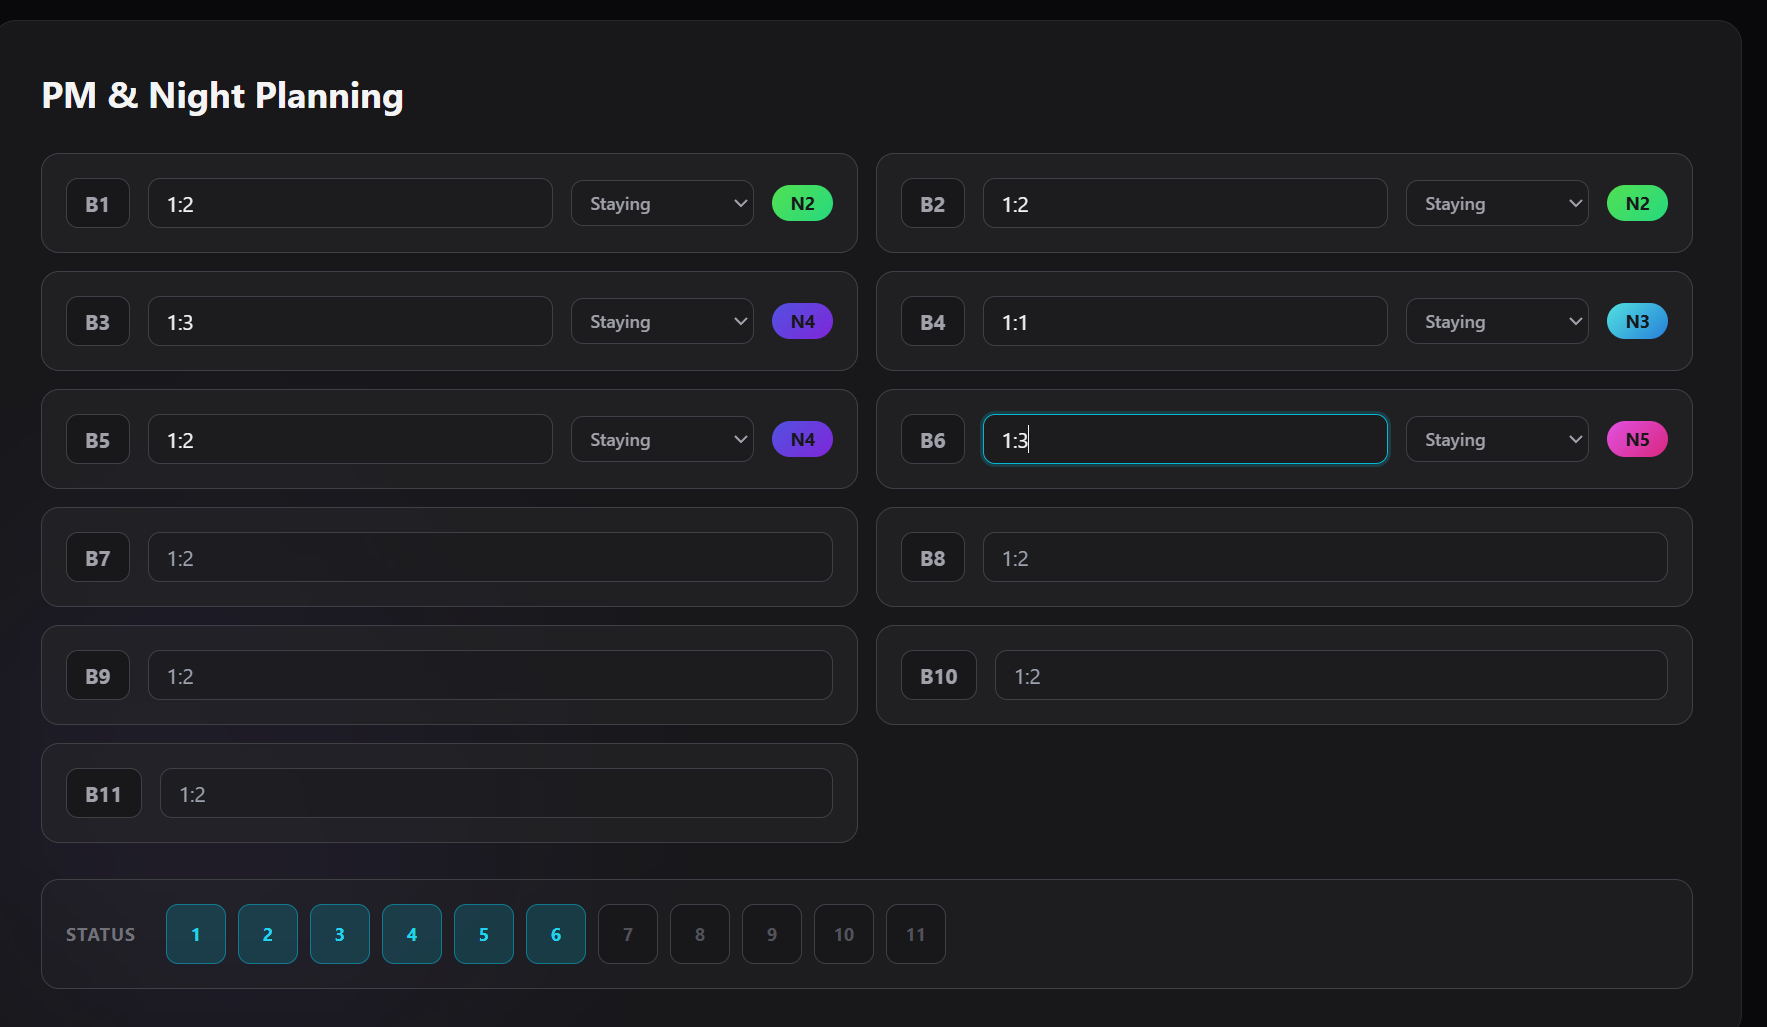 PM & Night Planning
B1 1:2 Staying N2
B2 1:2 Staying N2
B3 1:3 Staying N4
B4 1:1 Staying N3
B5 1:2 Staying N4
B6 1:3 Staying N5
B7 1:2
B8 1:2
B9 1:2
B10 1:2
B11 1:2
STATUS 1 2 3 4 5 6 7 8 9 10 11